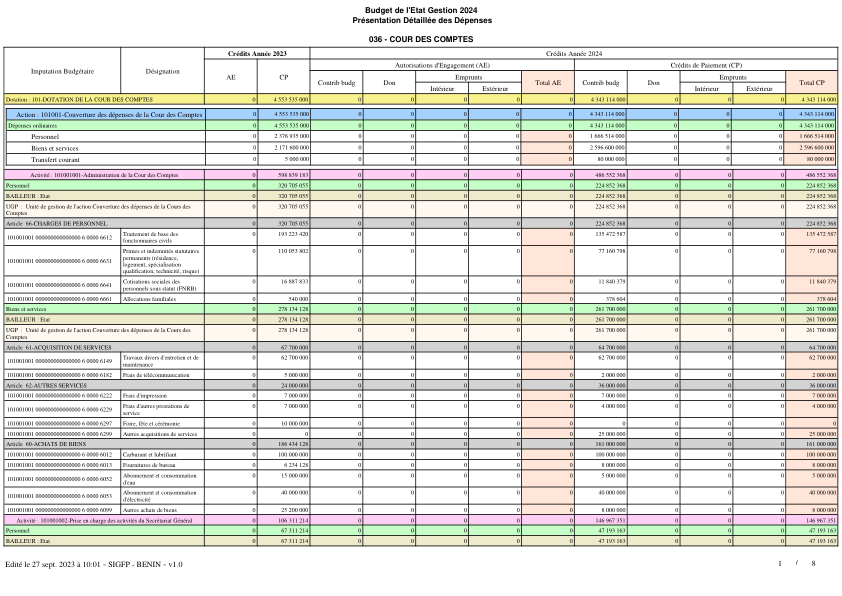 Budget de l'Etat Gestion 2024
Présentation Détaillée des Dépenses
036 - COUR DES COMPTES
Imputation Budgétaire Désignation Crédits Année 2023 Crédits Année 2024
AE CP Autorisations d'Engagement (AE) Crédits de Paiement (CP)
Contrib budg Don Emprunts Total AE Contrib budg Don Emprunts Total CP
Intérieur Extérieur Intérieur Extérieur
Dotation : 101-DOTATION DE LA COUR DES COMPTES 0 4 553 535 000 0 0 0 0 0 4 343 114 000 0 0 0 4 343 114 000
Action : 101001-Couverture des dépenses de la Cour des Comptes 0 4 553 535 000 0 0 0 0 0 4 343 114 000 0 0 0 4 343 114 000
Dépenses ordinaires 0 4 553 535 000 0 0 0 0 0 4 343 114 000 0 0 0 4 343 114 000
Personnel 0 2 376 935 000 0 0 0 0 0 1 666 514 000 0 0 0 1 666 514 000
Biens et services 0 2 171 600 000 0 0 0 0 0 2 596 600 000 0 0 0 2 596 600 000
Transfert courant 0 5 000 000 0 0 0 0 0 80 000 000 0 0 0 80 000 000
Activité : 101001001-Administration de la Cour des Comptes 0 598 839 183 0 0 0 0 0 486 552 368 0 0 0 486 552 368
Personnel 0 320 705 055 0 0 0 0 0 224 852 368 0 0 0 224 852 368
BAILLEUR : Etat 0 320 705 055 0 0 0 0 0 224 852 368 0 0 0 224 852 368
UGP : Unité de gestion de l'action Couverture des dépenses de la Cours des 0 320 705 055 0 0 0 0 0 224 852 368 0 0 0 224 852 368
Comptes
Article 66-CHARGES DE PERSONNEL 0 320 705 055 0 0 0 0 0 224 852 368 0 0 0 224 852 368
101001001 0000000000000000 6 0000 6612 Traitement de base des 0 193 223 420 0 0 0 0 0 135 472 587 0 0 0 135 472 587
fonctionnaires civils
101001001 0000000000000000 6 0000 6631 Primes et indemnités statutaires 0 110 053 802 0 0 0 0 0 77 160 798 0 0 0 77 160 798
permanents (résidence,
logement, spécialisation
qualification, technicité, risque)
101001001 0000000000000000 6 0000 6641 Cotisations sociales des 0 16 887 833 0 0 0 0 0 11 840 379 0 0 0 11 840 379
personnels sous statut (FNRB)
101001001 0000000000000000 6 0000 6661 Allocations familiales 0 540 000 0 0 0 0 0 378 604 0 0 0 378 604
Biens et services 0 278 134 128 0 0 0 0 0 261 700 000 0 0 0 261 700 000
BAILLEUR : Etat 0 278 134 128 0 0 0 0 0 261 700 000 0 0 0 261 700 000
UGP : Unité de gestion de l'action Couverture des dépenses de la Cours des 0 278 134 128 0 0 0 0 0 261 700 000 0 0 0 261 700 000
Comptes
Article 61-ACQUISITION DE SERVICES 0 67 700 000 0 0 0 0 0 64 700 000 0 0 0 64 700 000
101001001 0000000000000000 6 0000 6149 Travaux divers d'entretien et de 0 62 700 000 0 0 0 0 0 62 700 000 0 0 0 62 700 000
maintenance
101001001 0000000000000000 6 0000 6182 Frais de télécommunication 0 5 000 000 0 0 0 0 0 2 000 000 0 0 0 2 000 000
Article 62-AUTRES SERVICES 0 24 000 000 0 0 0 0 0 36 000 000 0 0 0 36 000 000
101001001 0000000000000000 6 0000 6222 Frais d'impression 0 7 000 000 0 0 0 0 0 7 000 000 0 0 0 7 000 000
101001001 0000000000000000 6 0000 6229 Frais d'autres prestations de 0 7 000 000 0 0 0 0 0 4 000 000 0 0 0 4 000 000
service
101001001 0000000000000000 6 0000 6297 Foire, fête et cérémonie 0 10 000 000 0 0 0 0 0 0 0 0 0 0
101001001 0000000000000000 6 0000 6299 Autres acquisitions de services 0 0 0 0 0 0 0 25 000 000 0 0 0 25 000 000
Article 60-ACHATS DE BIENS 0 186 434 128 0 0 0 0 0 161 000 000 0 0 0 161 000 000
101001001 0000000000000000 6 0000 6012 Carburant et lubrifiant 0 100 000 000 0 0 0 0 0 100 000 000 0 0 0 100 000 000
101001001 0000000000000000 6 0000 6013 Fournitures de bureau 0 6 234 128 0 0 0 0 0 8 000 000 0 0 0 8 000 000
101001001 0000000000000000 6 0000 6052 Abonnement et consommation 0 15 000 000 0 0 0 0 0 5 000 000 0 0 0 5 000 000
d'eau
101001001 0000000000000000 6 0000 6053 Abonnement et consommation 0 40 000 000 0 0 0 0 0 40 000 000 0 0 0 40 000 000
d'électricité
101001001 0000000000000000 6 0000 6099 Autres achats de biens 0 25 200 000 0 0 0 0 0 8 000 000 0 0 0 8 000 000
Activité : 101001002-Prise en charge des activités du Secrétariat Général 0 106 311 214 0 0 0 0 0 146 967 351 0 0 0 146 967 351
Personnel 0 67 311 214 0 0 0 0 0 47 193 163 0 0 0 47 193 163
BAILLEUR : Etat 0 67 311 214 0 0 0 0 0 47 193 163 0 0 0 47 193 163
Edité le 27 sept. 2023 à 10:01 - SIGFP - BENIN - v1.0 1 / 8